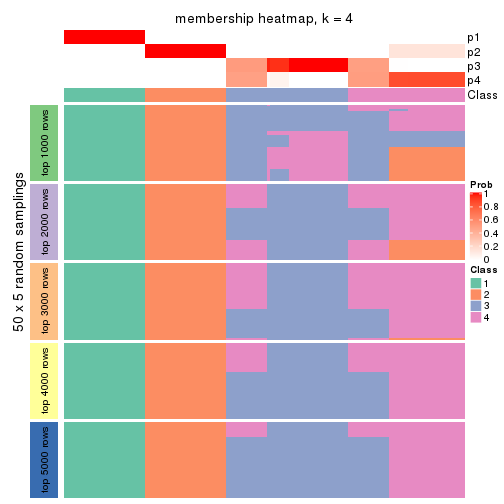 membership heatmap, k = 4
p1
p2
p3
p4
Class
50 x 5 random samplings
top 1000 rows
top 2000 rows
top 3000 rows
top 4000 rows
top 5000 rows
Prob
1
0.8
0.6
0.4
0.2
0
Class
1
2
3
4